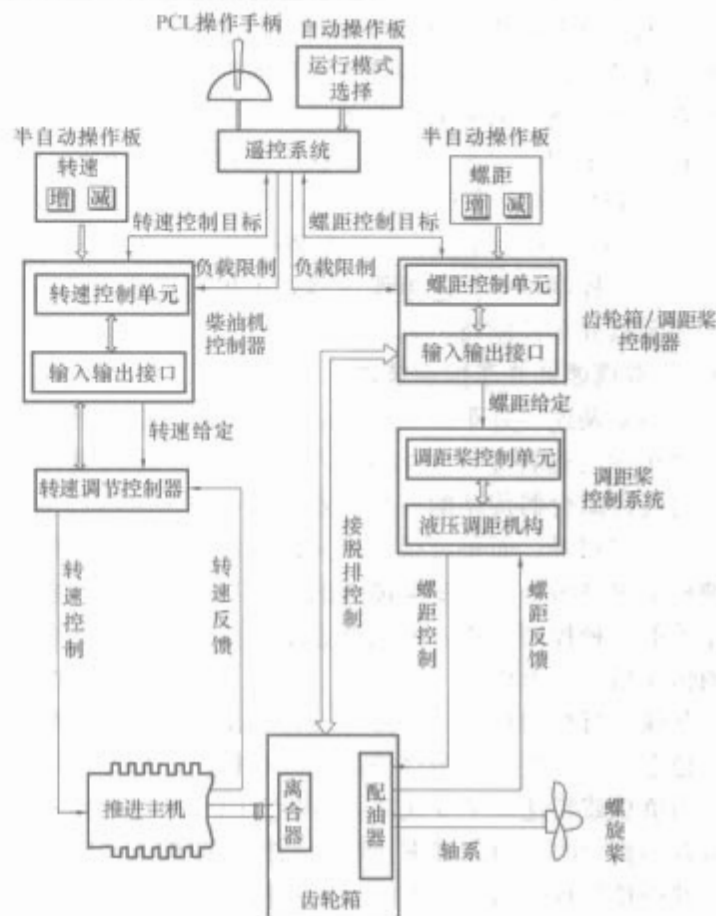 PCL操作手柄
自动操作板
运行模式
选择
半自动操作板
转速
增 减
遥控系统
半自动操作板
螺距
增 减
转速控制目标
螺距控制目标
负载限制
负载限制
转速控制单元
输入输出接口
柴油机
控制器
螺距控制单元
输入输出接口
齿轮箱/调距桨
控制器
转速给定
螺距给定
转速调节控制器
调距桨控制单元
液压调距机构
调距桨
控制系统
转速控制
转速反馈
接脱排控制
螺距控制
螺距反馈
推进主机
离合器
配油器
齿轮箱
轴系
螺旋桨